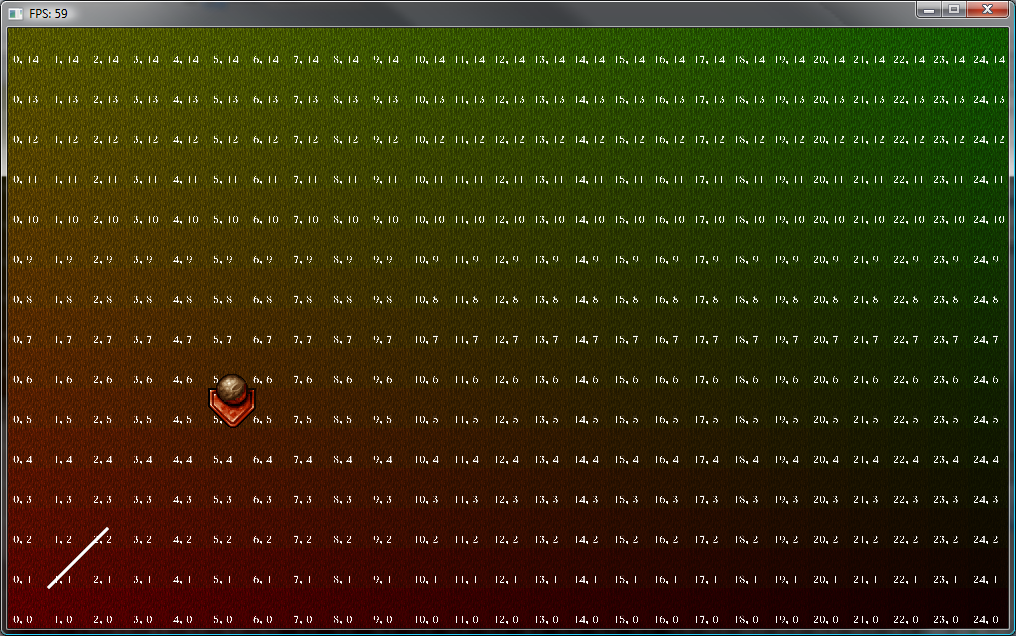 FPS: 59
0, 14 1, 14 2, 14 3, 14 4, 14 5, 14 6, 14 7, 14 8, 14 9, 14 10, 14 11, 14 12, 14 13, 14 14, 14 15, 14 16, 14 17, 14 18, 14 19, 14 20, 14 21, 14 22, 14 23, 14 24, 14
0, 13 1, 13 2, 13 3, 13 4, 13 5, 13 6, 13 7, 13 8, 13 9, 13 10, 13 11, 13 12, 13 13, 13 14, 13 15, 13 16, 13 17, 13 18, 13 19, 13 20, 13 21, 13 22, 13 23, 13 24, 13
0, 12 1, 12 2, 12 3, 12 4, 12 5, 12 6, 12 7, 12 8, 12 9, 12 10, 12 11, 12 12, 12 13, 12 14, 12 15, 12 16, 12 17, 12 18, 12 19, 12 20, 12 21, 12 22, 12 23, 12 24, 12
0, 11 1, 11 2, 11 3, 11 4, 11 5, 11 6, 11 7, 11 8, 11 9, 11 10, 11 11, 11 12, 11 13, 11 14, 11 15, 11 16, 11 17, 11 18, 11 19, 11 20, 11 21, 11 22, 11 23, 11 24, 11
0, 10 1, 10 2, 10 3, 10 4, 10 5, 10 6, 10 7, 10 8, 10 9, 10 10, 10 11, 10 12, 10 13, 10 14, 10 15, 10 16, 10 17, 10 18, 10 19, 10 20, 10 21, 10 22, 10 23, 10 24, 10
0, 9 1, 9 2, 9 3, 9 4, 9 5, 9 6, 9 7, 9 8, 9 9, 9 10, 9 11, 9 12, 9 13, 9 14, 9 15, 9 16, 9 17, 9 18, 9 19, 9 20, 9 21, 9 22, 9 23, 9 24, 9
0, 8 1, 8 2, 8 3, 8 4, 8 5, 8 6, 8 7, 8 8, 8 9, 8 10, 8 11, 8 12, 8 13, 8 14, 8 15, 8 16, 8 17, 8 18, 8 19, 8 20, 8 21, 8 22, 8 23, 8 24, 8
0, 7 1, 7 2, 7 3, 7 4, 7 5, 7 6, 7 7, 7 8, 7 9, 7 10, 7 11, 7 12, 7 13, 7 14, 7 15, 7 16, 7 17, 7 18, 7 19, 7 20, 7 21, 7 22, 7 23, 7 24, 7
0, 6 1, 6 2, 6 3, 6 4, 6 5 6, 6 7, 6 8, 6 9, 6 10, 6 11, 6 12, 6 13, 6 14, 6 15, 6 16, 6 17, 6 18, 6 19, 6 20, 6 21, 6 22, 6 23, 6 24, 6
0, 5 1, 5 2, 5 3, 5 4, 5 5, 6, 5 7, 5 8, 5 9, 5 10, 5 11, 5 12, 5 13, 5 14, 5 15, 5 16, 5 17, 5 18, 5 19, 5 20, 5 21, 5 22, 5 23, 5 24, 5
0, 4 1, 4 2, 4 3, 4 4, 4 5, 4 6, 4 7, 4 8, 4 9, 4 10, 4 11, 4 12, 4 13, 4 14, 4 15, 4 16, 4 17, 4 18, 4 19, 4 20, 4 21, 4 22, 4 23, 4 24, 4
0, 3 1, 3 2, 3 3, 3 4, 3 5, 3 6, 3 7, 3 8, 3 9, 3 10, 3 11, 3 12, 3 13, 3 14, 3 15, 3 16, 3 17, 3 18, 3 19, 3 20, 3 21, 3 22, 3 23, 3 24, 3
0, 2 1, 2 2, 2 3, 2 4, 2 5, 2 6, 2 7, 2 8, 2 9, 2 10, 2 11, 2 12, 2 13, 2 14, 2 15, 2 16, 2 17, 2 18, 2 19, 2 20, 2 21, 2 22, 2 23, 2 24, 2
0, 1 1, 1 2, 1 3, 1 4, 1 5, 1 6, 1 7, 1 8, 1 9, 1 10, 1 11, 1 12, 1 13, 1 14, 1 15, 1 16, 1 17, 1 18, 1 19, 1 20, 1 21, 1 22, 1 23, 1 24, 1
0, 0 1, 0 2, 0 3, 0 4, 0 5, 0 6, 0 7, 0 8, 0 9, 0 10, 0 11, 0 12, 0 13, 0 14, 0 15, 0 16, 0 17, 0 18, 0 19, 0 20, 0 21, 0 22, 0 23, 0 24, 0